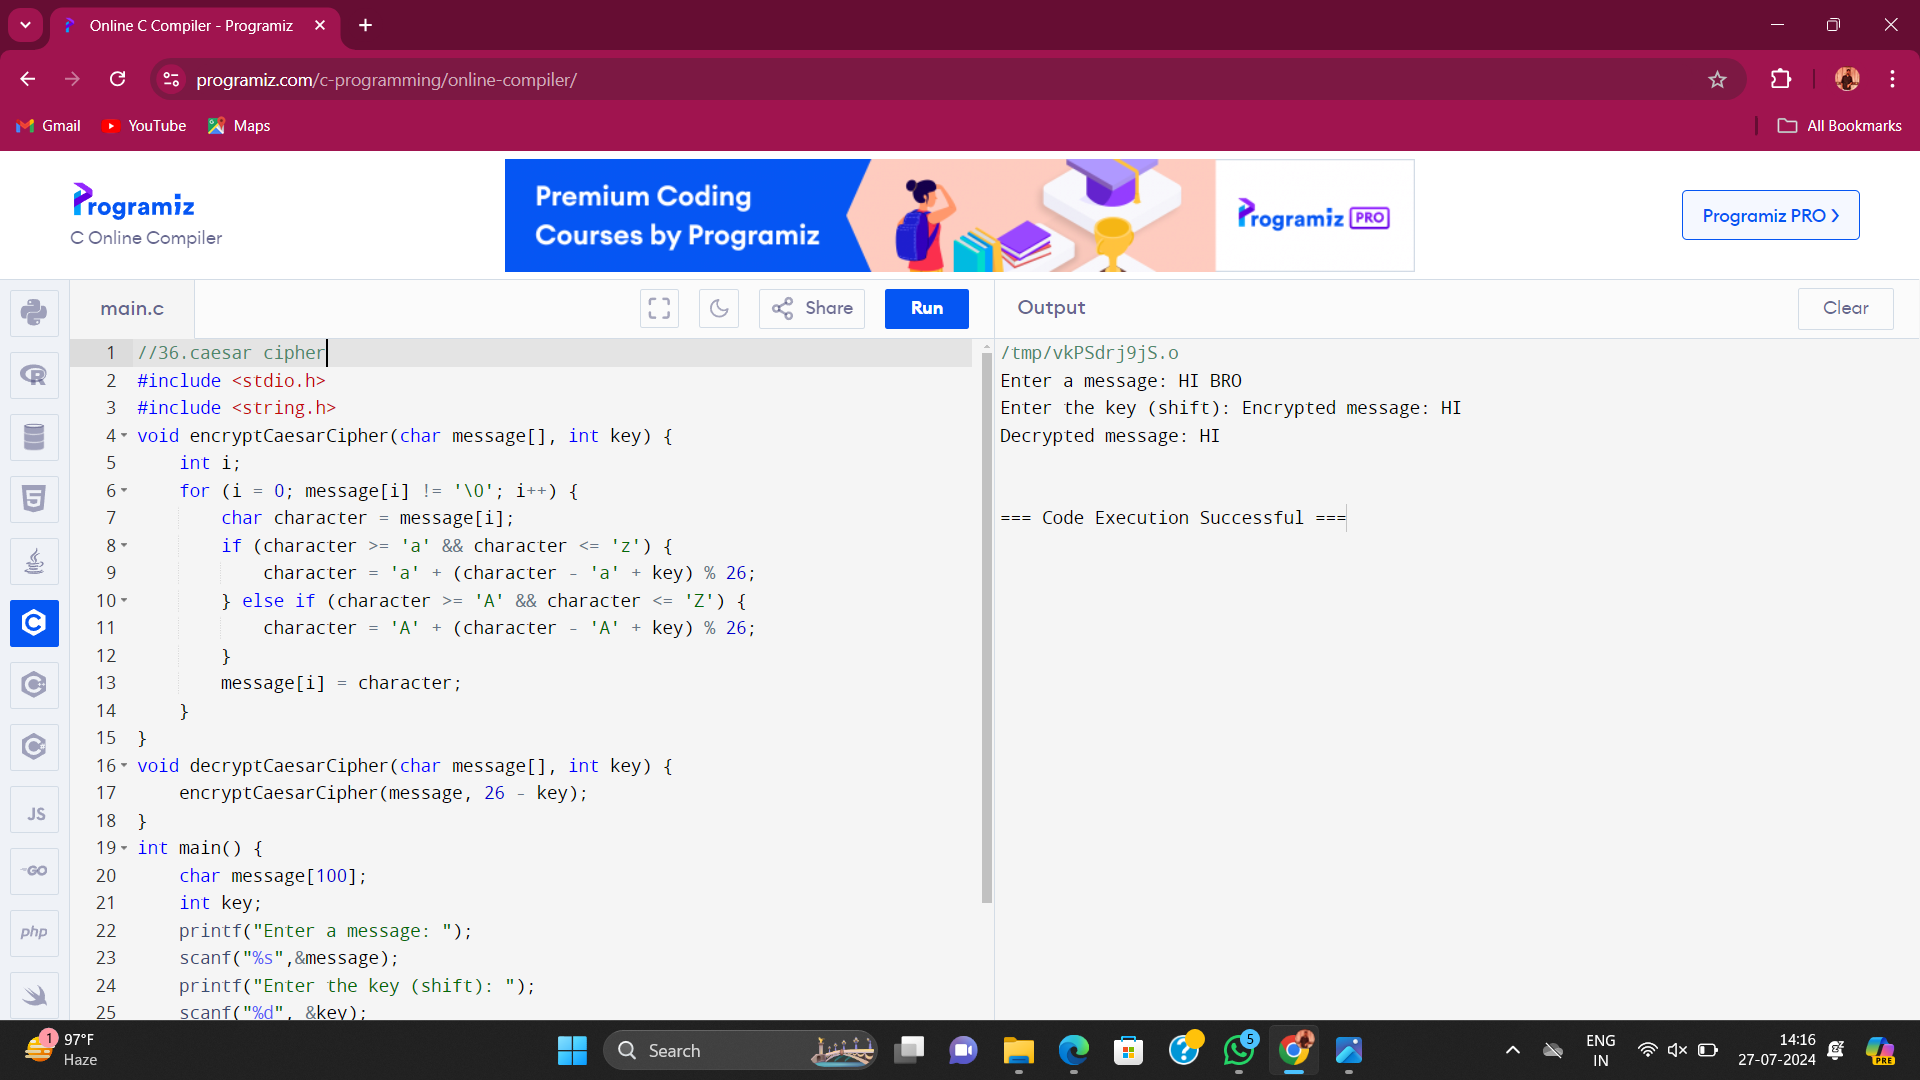 Online C Compiler - Programiz
programiz.com/c-programming/online-compiler/
Gmail YouTube Maps All Bookmarks
Programiz
C Online Compiler
Premium Coding
Courses by Programiz
Programiz PRO
Programiz PRO ›
main.c Share Run Output Clear
1 //36.caesar cipher
2 #include <stdio.h>
3 #include <string.h>
4 void encryptCaesarCipher(char message[], int key) {
5 int i;
6 for (i = 0; message[i] != '\0'; i++) {
7 char character = message[i];
8 if (character >= 'a' && character <= 'z') {
9 character = 'a' + (character - 'a' + key) % 26;
10 } else if (character >= 'A' && character <= 'Z') {
11 character = 'A' + (character - 'A' + key) % 26;
12 }
13 message[i] = character;
14 }
15 }
16 void decryptCaesarCipher(char message[], int key) {
17 encryptCaesarCipher(message, 26 - key);
18 }
19 int main() {
20 char message[100];
21 int key;
22 printf("Enter a message: ");
23 scanf("%s",&message);
24 printf("Enter the key (shift): ");
25 scanf("%d", &key);
/tmp/vkPSdrj9jS.o
Enter a message: HI BRO
Enter the key (shift): Encrypted message: HI
Decrypted message: HI
=== Code Execution Successful ===
JS
GO
php
1
97°F
Haze
Search
5
ENG
IN
14:16
27-07-2024
PRE